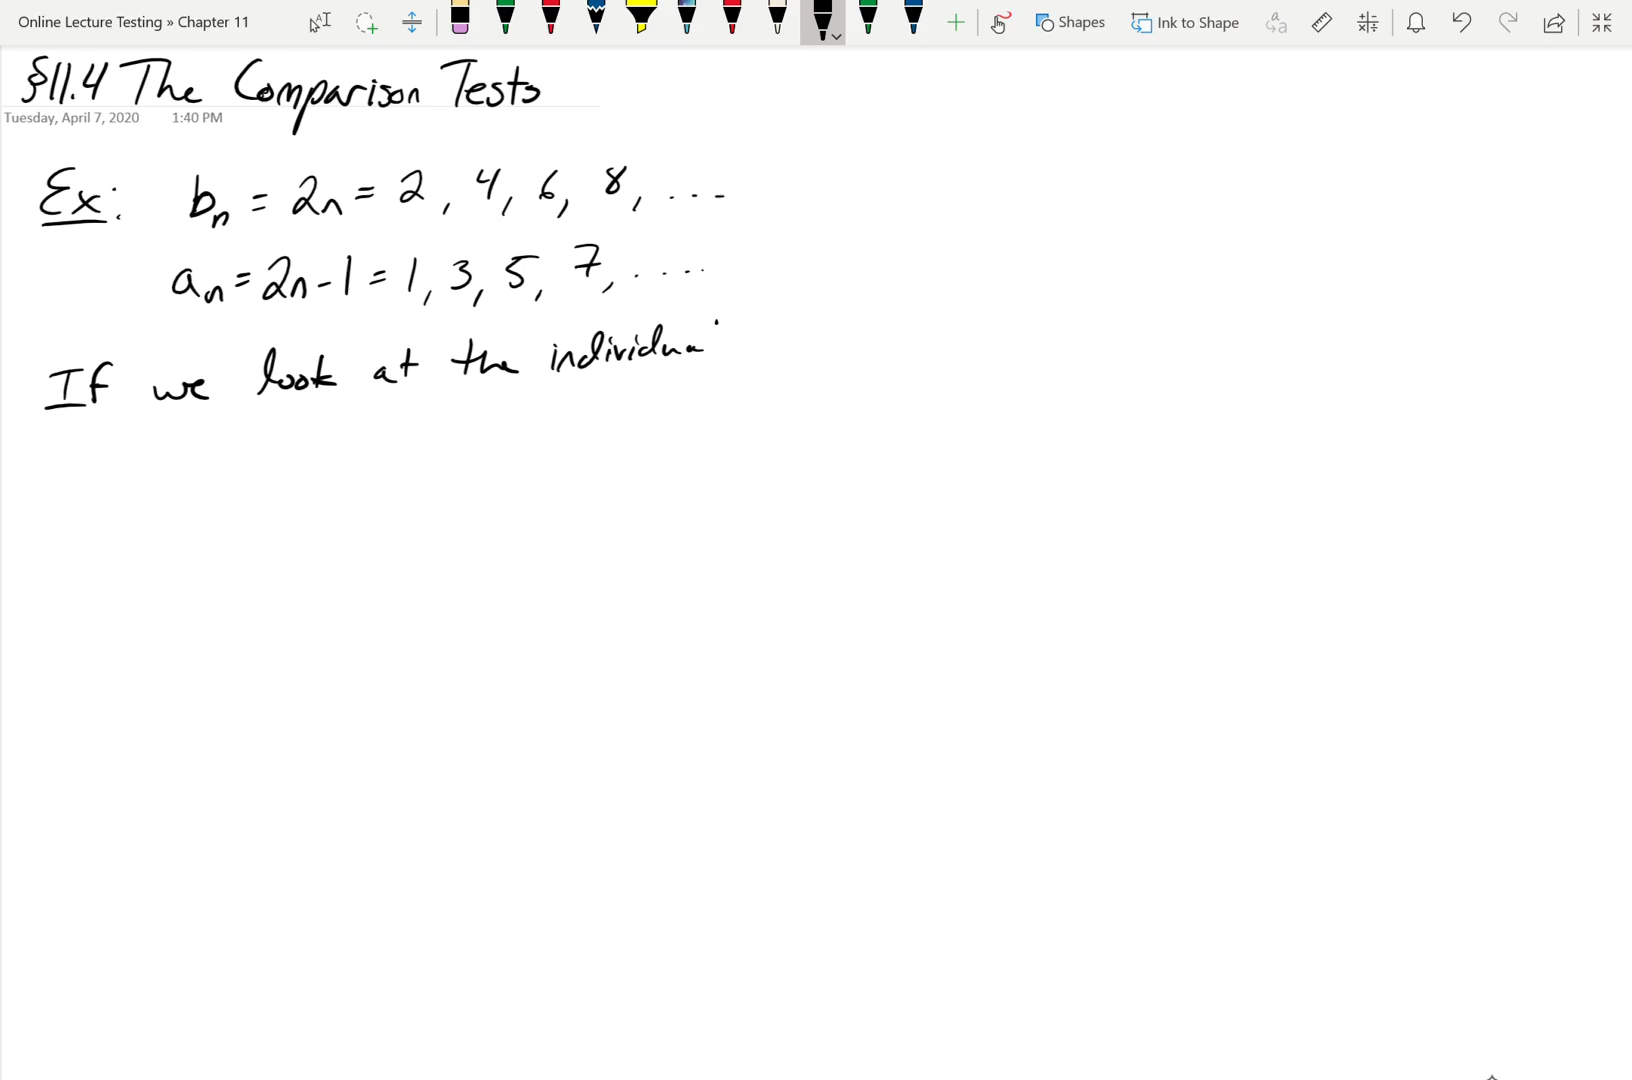 Online Lecture Testing » Chapter 11
Shapes
Ink to Shape
§11.4 The Comparison Tests
Tuesday, April 7, 2020 1:40 PM
Ex: bn = 2n = 2, 4, 6, 8, ...
an = 2n - 1 = 1, 3, 5, 7, ....
If we look at the individua